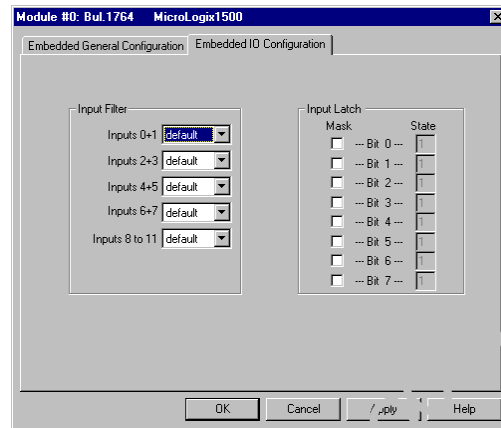 Module #0: Bul.1764 MicroLogix1500
Embedded General Configuration Embedded IO Configuration
Input Filter
Inputs 0+1 default
Inputs 2+3 default
Inputs 4+5 default
Inputs 6+7 default
Inputs 8 to 11 default
Input Latch
Mask State
--- Bit 0 --- 1
--- Bit 1 --- 1
--- Bit 2 --- 1
--- Bit 3 --- 1
--- Bit 4 --- 1
--- Bit 5 --- 1
--- Bit 6 --- 1
--- Bit 7 --- 1
OK Cancel Apply Help